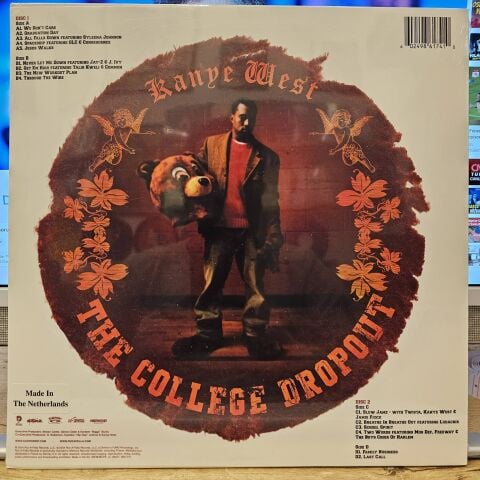 DISC 1
SIDE A
A1. WE DON'T CARE
A2. GRADUATION DAY
A3. ALL FALLS DOWN FEATURING SYLEENA JOHNSON
A4. SPACESHIP FEATURING GLC & CONSEQUENCE
A5. JESUS WALKS
SIDE B
B1. NEVER LET ME DOWN FEATURING JAY-Z & J. IVY
B2. GET EM HIGH FEATURING TALIB KWELI & COMMON
B3. THE NEW WORKOUT PLAN
B4. THROUGH THE WIRE
Kanye West
THE COLLEGE DROPOUT
Made In
The Netherlands
DISC 2
SIDE C
C1. SLOW JAMZ - WITH TWISTA, KANYE WEST &
JAMIE FOXX
C2. BREATHE IN BREATHE OUT FEATURING LUDACRIS
C3. SCHOOL SPIRIT
C4. TWO WORDS FEATURING MOS DEF, FREEWAY &
THE BOYS CHOIR OF HARLEM
SIDE D
D1. FAMILY BUSINESS
D2. LAST CALL